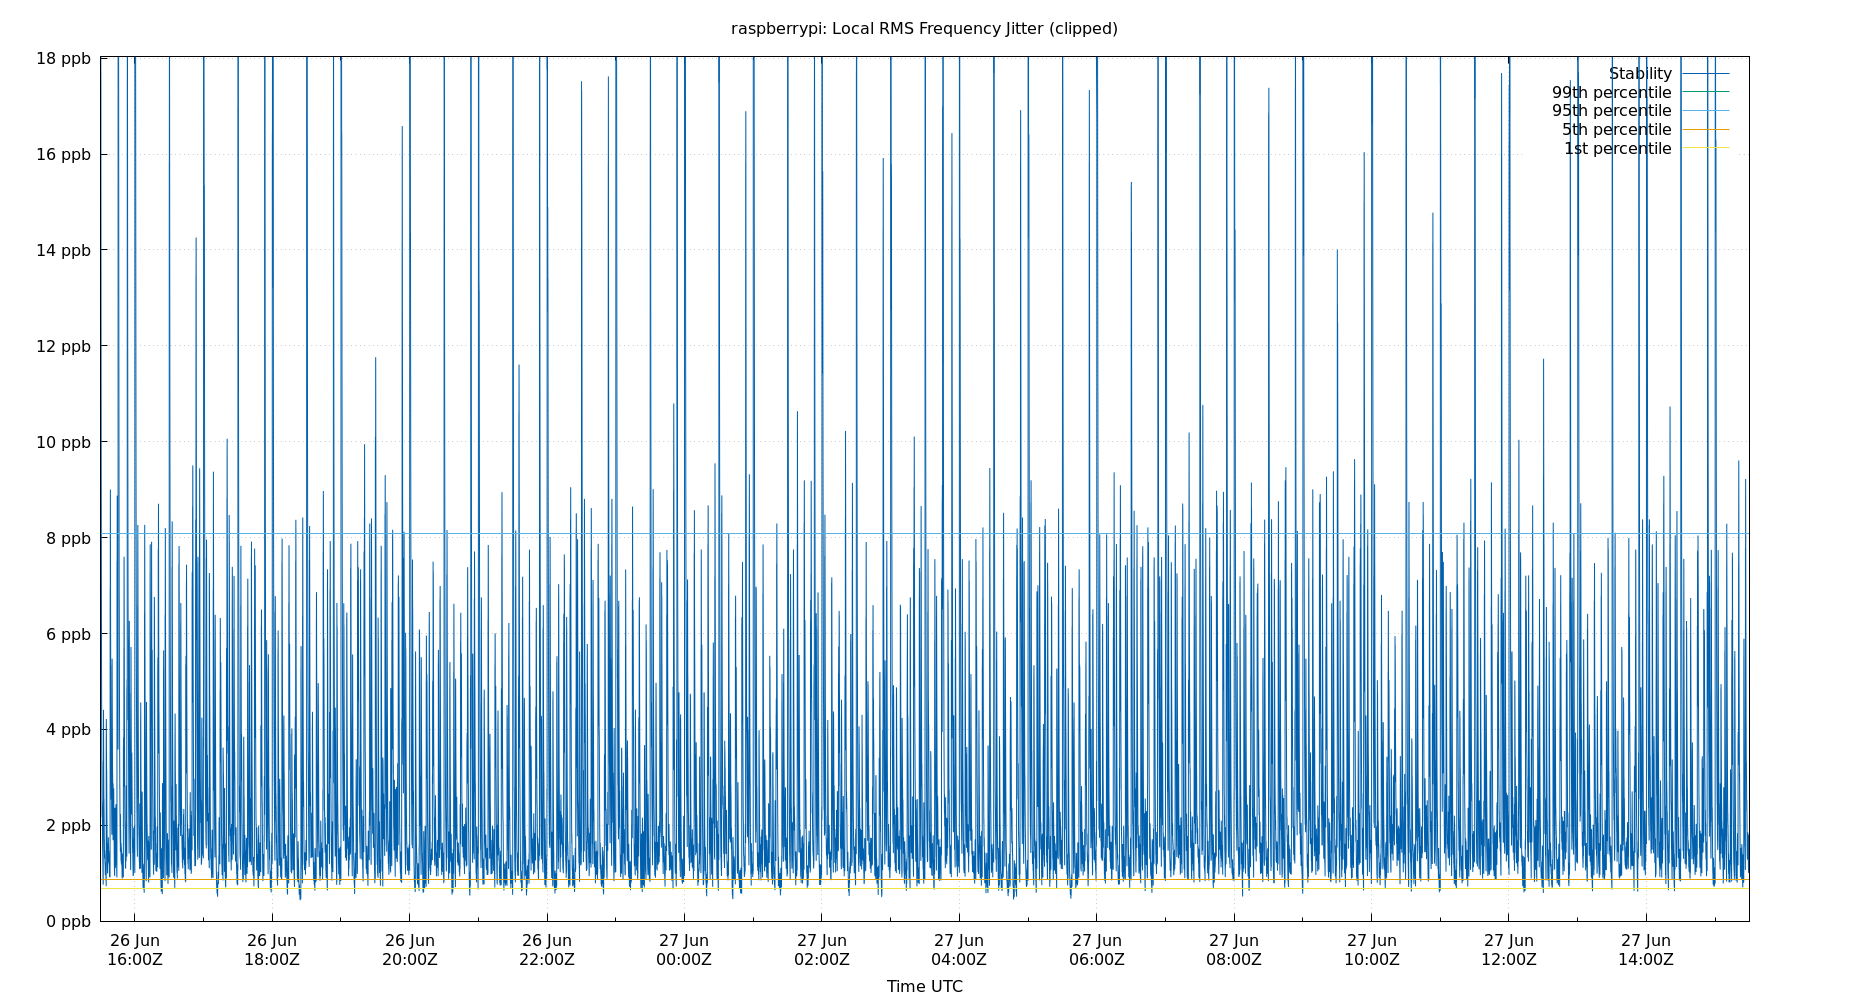 raspberrypi: Local RMS Frequency Jitter (clipped)
18 ppb
16 ppb
14 ppb
12 ppb
10 ppb
8 ppb
6 ppb
4 ppb
2 ppb
0 ppb
Stability
99th percentile
95th percentile
5th percentile
1st percentile
26 Jun 26 Jun 26 Jun 26 Jun 27 Jun 27 Jun 27 Jun 27 Jun 27 Jun 27 Jun 27 Jun 27 Jun
16:00Z 18:00Z 20:00Z 22:00Z 00:00Z 02:00Z 04:00Z 06:00Z 08:00Z 10:00Z 12:00Z 14:00Z
Time UTC